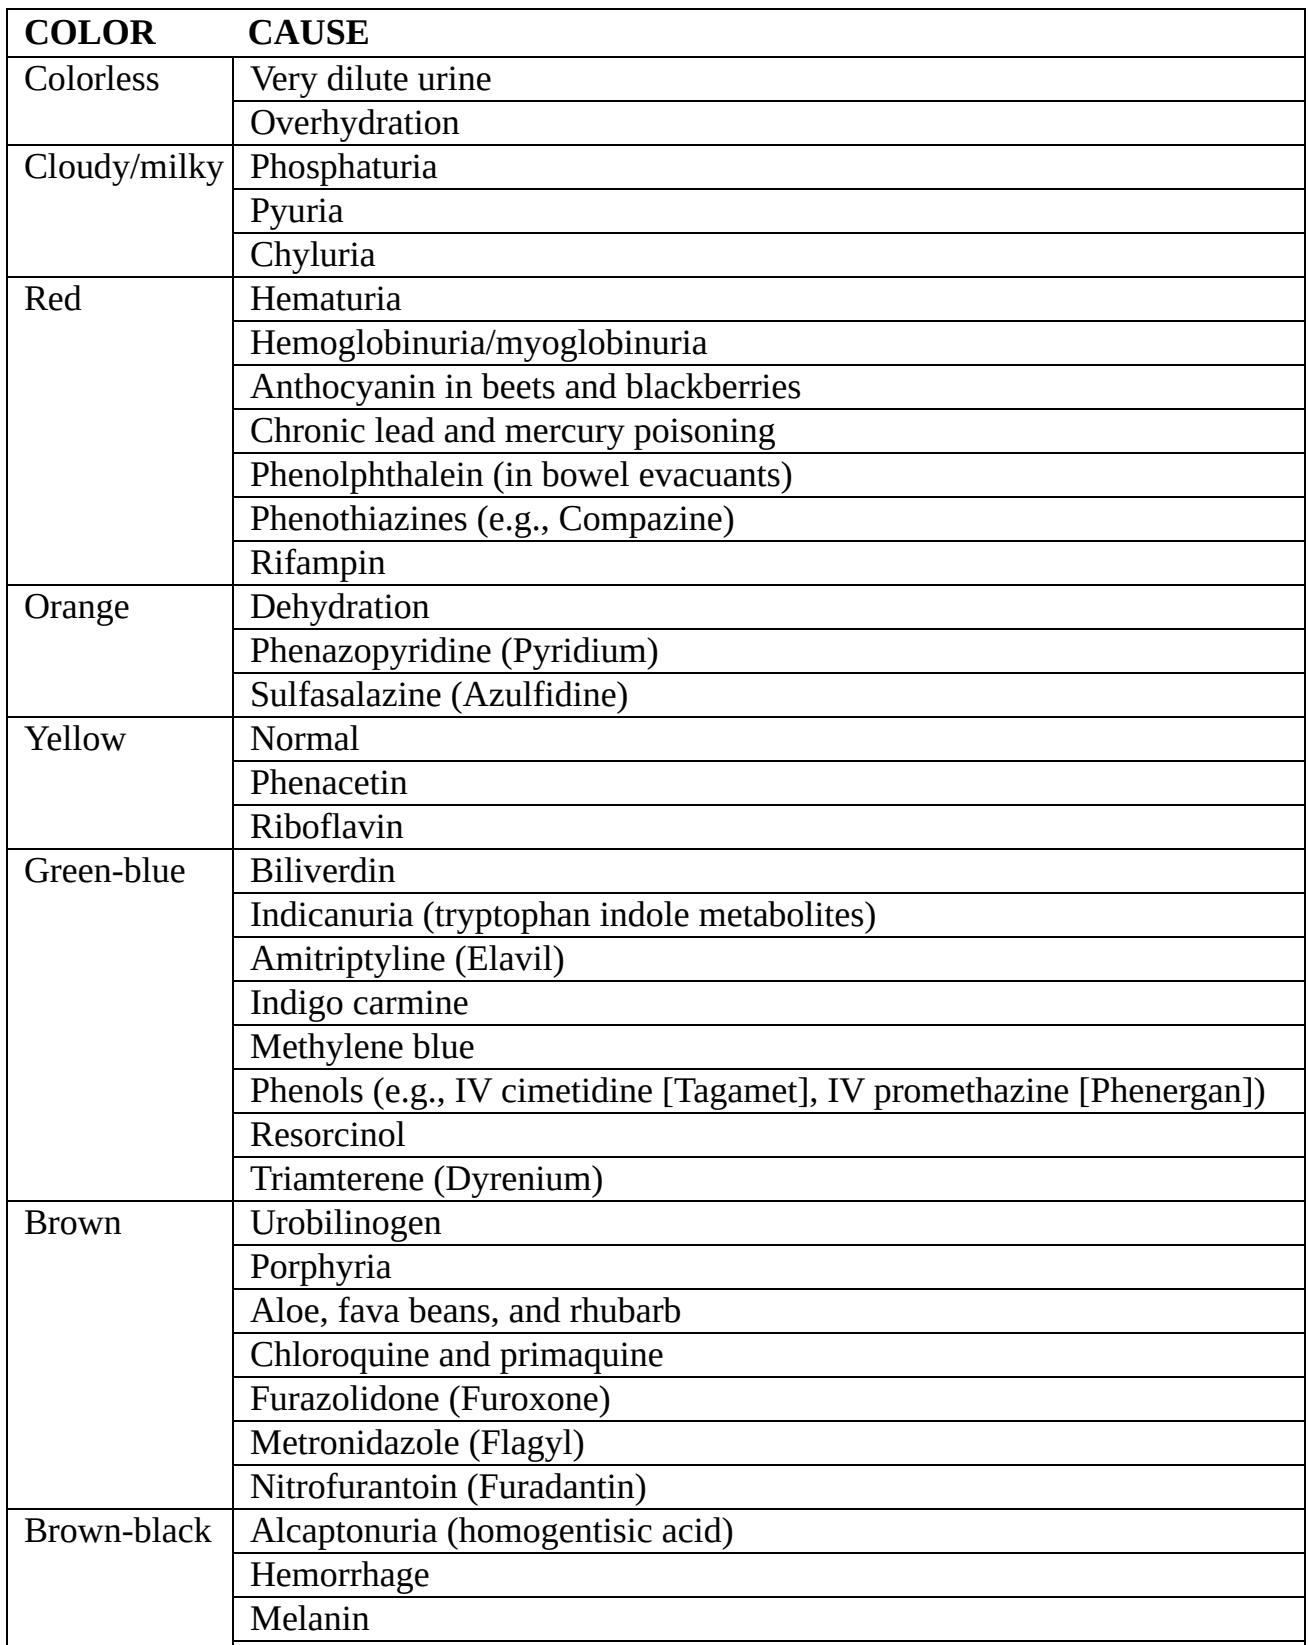 COLOR CAUSE
Colorless Very dilute urine
Overhydration
Cloudy/milky Phosphaturia
Pyuria
Chyluria
Red Hematuria
Hemoglobinuria/myoglobinuria
Anthocyanin in beets and blackberries
Chronic lead and mercury poisoning
Phenolphthalein (in bowel evacuants)
Phenothiazines (e.g., Compazine)
Rifampin
Orange Dehydration
Phenazopyridine (Pyridium)
Sulfasalazine (Azulfidine)
Yellow Normal
Phenacetin
Riboflavin
Green-blue Biliverdin
Indicanuria (tryptophan indole metabolites)
Amitriptyline (Elavil)
Indigo carmine
Methylene blue
Phenols (e.g., IV cimetidine [Tagamet], IV promethazine [Phenergan])
Resorcinol
Triamterene (Dyrenium)
Brown Urobilinogen
Porphyria
Aloe, fava beans, and rhubarb
Chloroquine and primaquine
Furazolidone (Furoxone)
Metronidazole (Flagyl)
Nitrofurantoin (Furadantin)
Brown-black Alcaptonuria (homogentisic acid)
Hemorrhage
Melanin